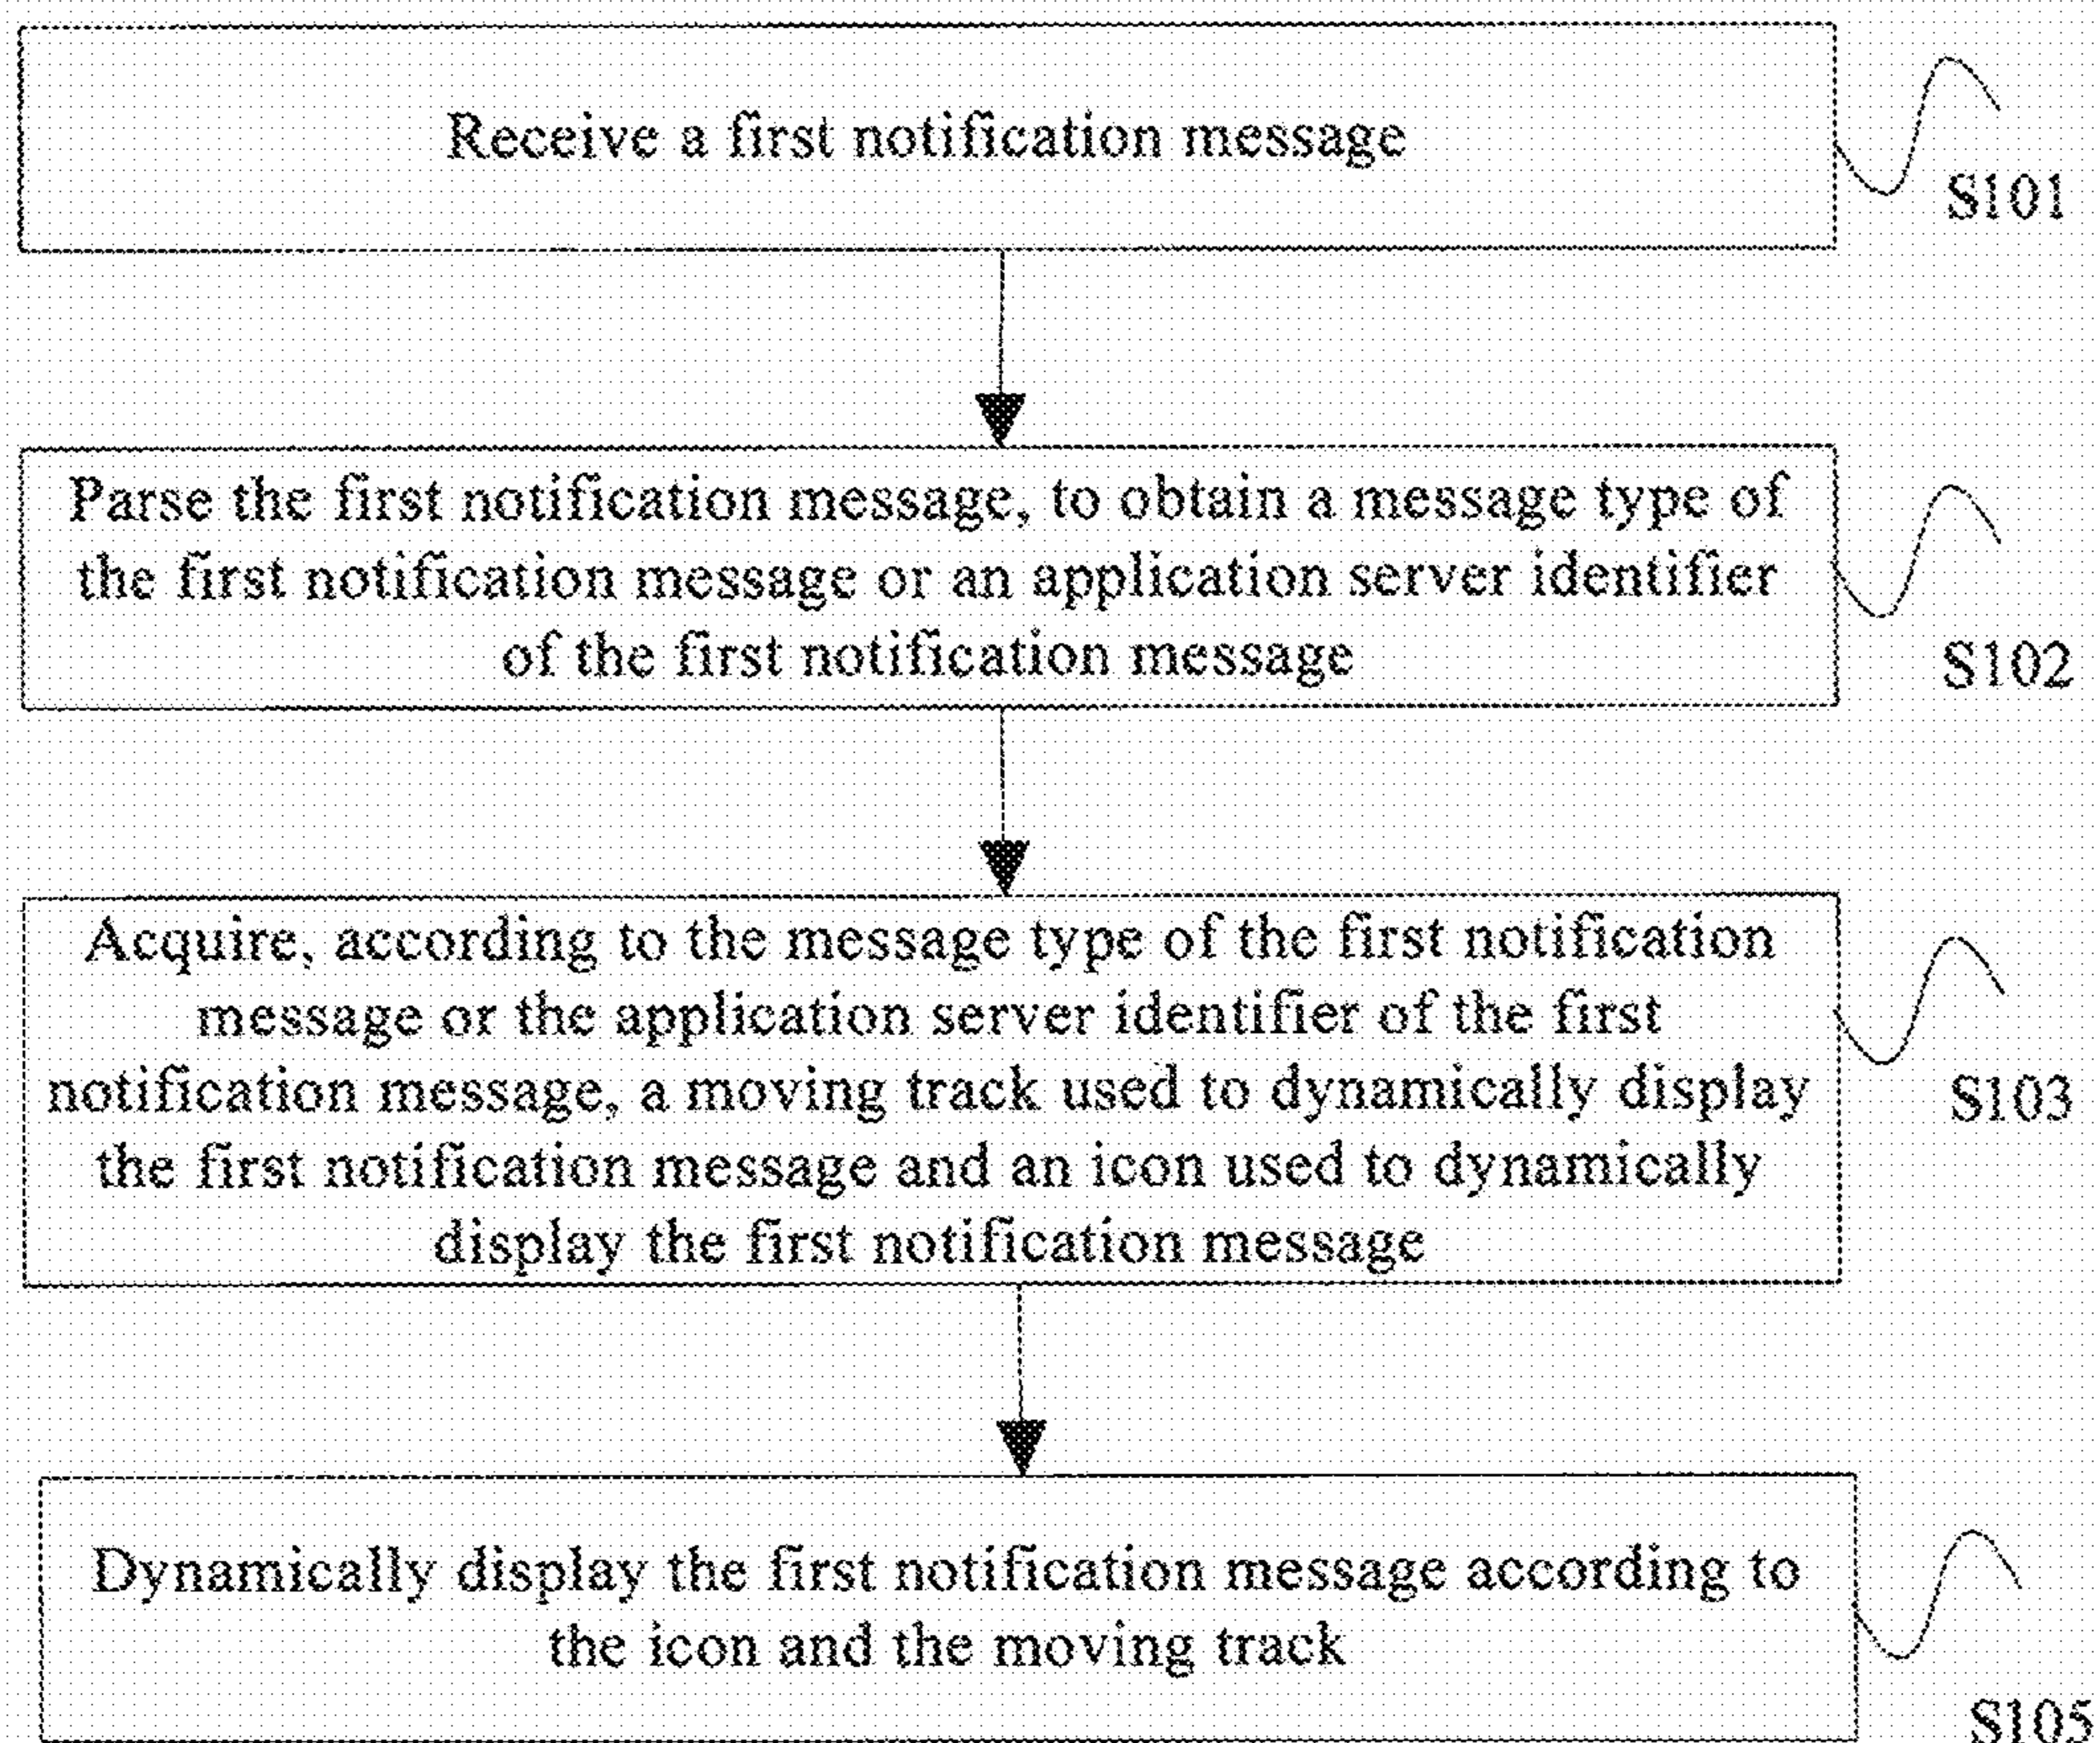 Receive a first notification message
S101
Parse the first notification message, to obtain a message type of
the first notification message or an application server identifier
of the first notification message
S102
Acquire, according to the message type of the first notification
message or the application server identifier of the first
notification message, a moving track used to dynamically display
the first notification message and an icon used to dynamically
display the first notification message
S103
Dynamically display the first notification message according to
the icon and the moving track
S105